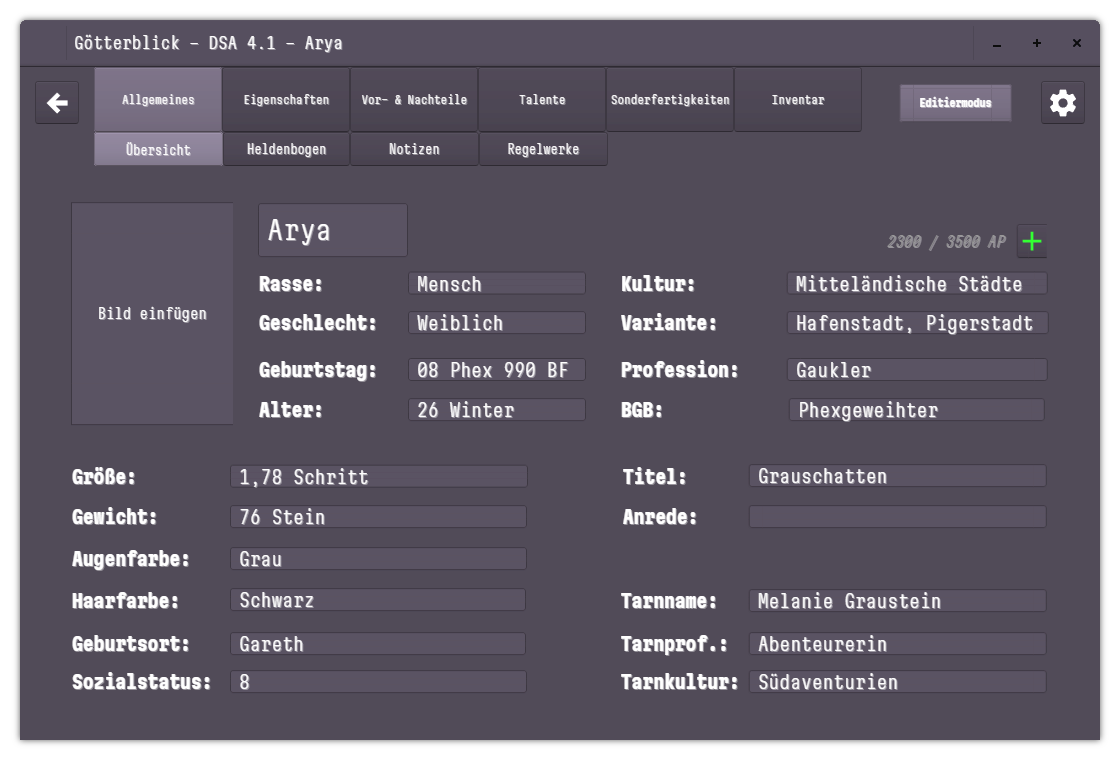 Götterblick - DSA 4.1 - Arya
Allgemeines Eigenschaften Vor- & Nachteile Talente Sonderfertigkeiten Inventar Editiermodus
Übersicht Heldenbogen Notizen Regelwerke
Arya
2300 / 3500 AP
Bild einfügen
Rasse: Mensch Kultur: Mitteländische Städte
Geschlecht: Weiblich Variante: Hafenstadt, Pigerstadt
Geburtstag: 08 Phex 990 BF Profession: Gaukler
Alter: 26 Winter BGB: Phexgeweihter
Größe: 1,78 Schritt Titel: Grauschatten
Gewicht: 76 Stein Anrede:
Augenfarbe: Grau
Haarfarbe: Schwarz Tarnname: Melanie Graustein
Geburtsort: Gareth Tarnprof.: Abenteurerin
Sozialstatus: 8 Tarnkultur: Südaventurien